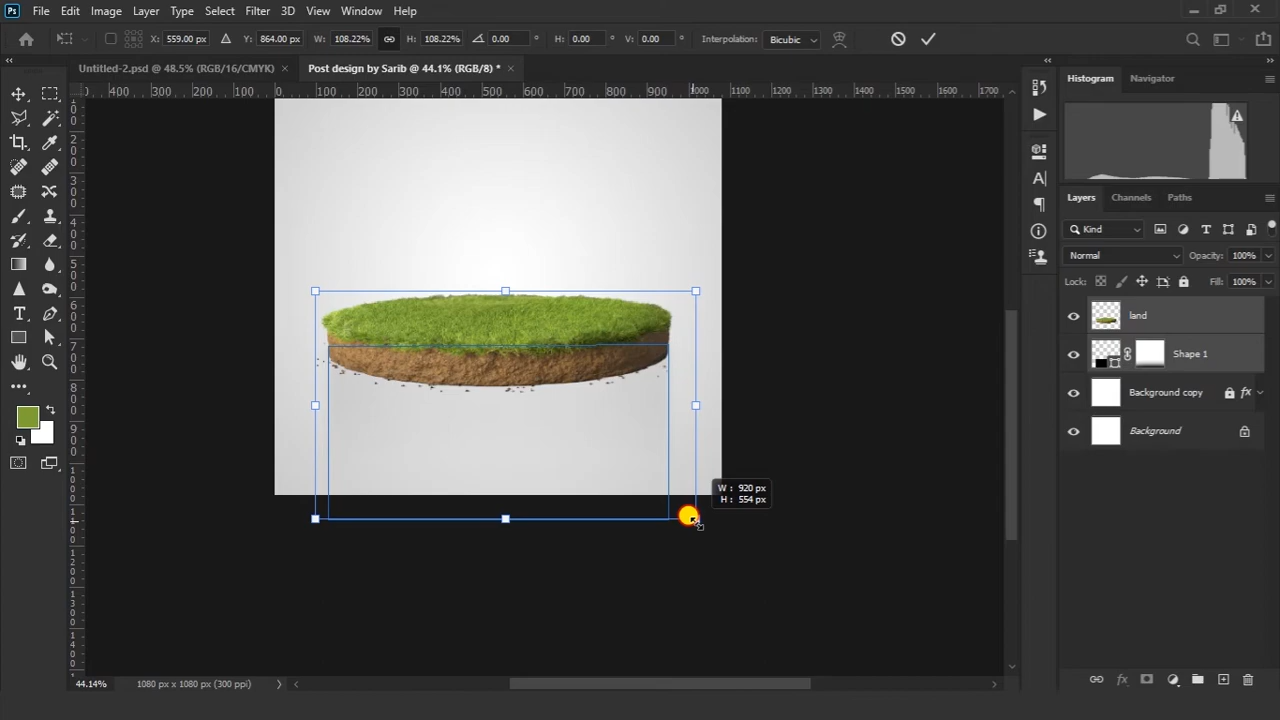 Ps File Edit Image Layer Type Select Filter 3D View Window Help
X: 559.00 px Y: 864.00 px W: 108.22% H: 108.22% 0.00 ° H: 0.00 ° V: 0.00 ° Interpolation: Bicubic
Untitled-2.psd @ 48.5% (RGB/16/CMYK) × Post design by Sarib @ 44.1% (RGB/8) * ×
400 300 200 100 0 100 200 300 400 500 600 700 800 900 1000 1100 1200 1300 1400 1500 1600 1700
Histogram Navigator
Layers Channels Paths
Kind
Normal Opacity: 100%
Lock: Fill: 100%
land
Shape 1
Background copy fx
Background
W : 920 px
H : 554 px
44.14% 1080 px x 1080 px (300 ppi)